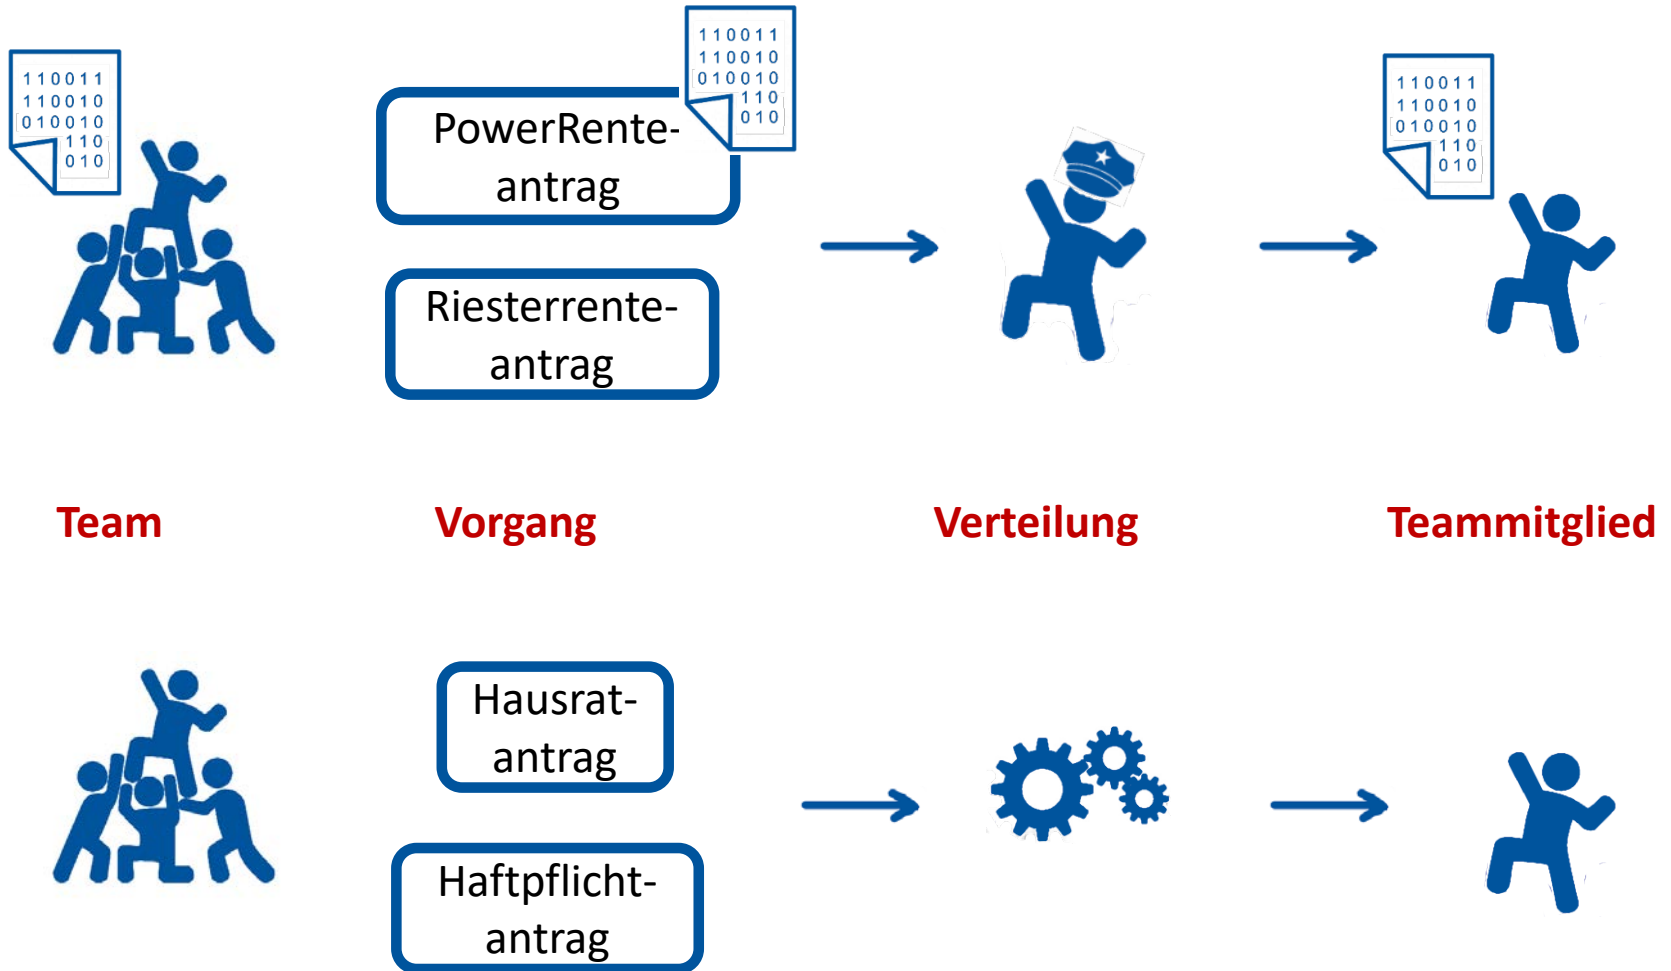 110011
110010
010010
110
010
110011
110010
010010
110
010
110011
110010
010010
110
010
PowerRente-
antrag
Riesterrente-
antrag
Team
Vorgang
Verteilung
Teammitglied
Hausrat-
antrag
Haftpflicht-
antrag